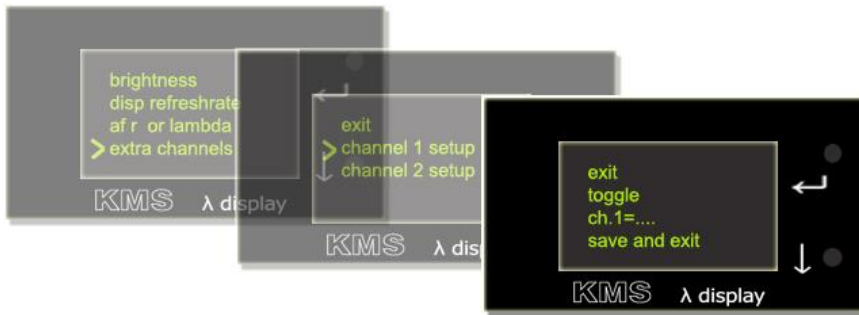 brightness
disp refreshrate
af r or lambda
> extra channels
KMS λ display
exit
> channel 1 setup
channel 2 setup
KMS λ dis
exit
toggle
ch.1=....
save and exit
KMS λ display